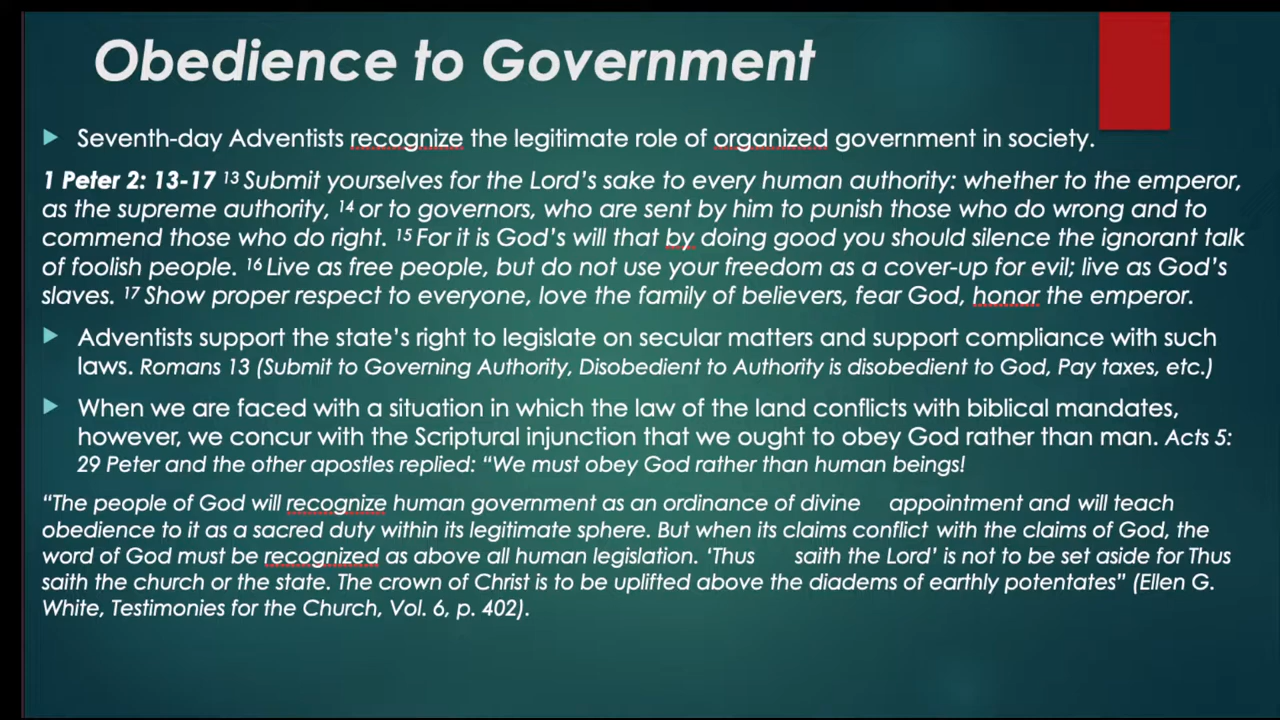 Obedience to Government
Seventh-day Adventists recognize the legitimate role of organized government in society.
1 Peter 2: 13-17 13 Submit yourselves for the Lord’s sake to every human authority: whether to the emperor,
as the supreme authority, 14 or to governors, who are sent by him to punish those who do wrong and to
commend those who do right. 15 For it is God’s will that by doing good you should silence the ignorant talk
of foolish people. 16 Live as free people, but do not use your freedom as a cover-up for evil; live as God’s
slaves. 17 Show proper respect to everyone, love the family of believers, fear God, honor the emperor.
Adventists support the state’s right to legislate on secular matters and support compliance with such
laws. Romans 13 (Submit to Governing Authority, Disobedient to Authority is disobedient to God, Pay taxes, etc.)
When we are faced with a situation in which the law of the land conflicts with biblical mandates,
however, we concur with the Scriptural injunction that we ought to obey God rather than man. Acts 5:
29 Peter and the other apostles replied: “We must obey God rather than human beings!
“The people of God will recognize human government as an ordinance of divine appointment and will teach
obedience to it as a sacred duty within its legitimate sphere. But when its claims conflict with the claims of God, the
word of God must be recognized as above all human legislation. ‘Thus saith the Lord’ is not to be set aside for Thus
saith the church or the state. The crown of Christ is to be uplifted above the diadems of earthly potentates” (Ellen G.
White, Testimonies for the Church, Vol. 6, p. 402).